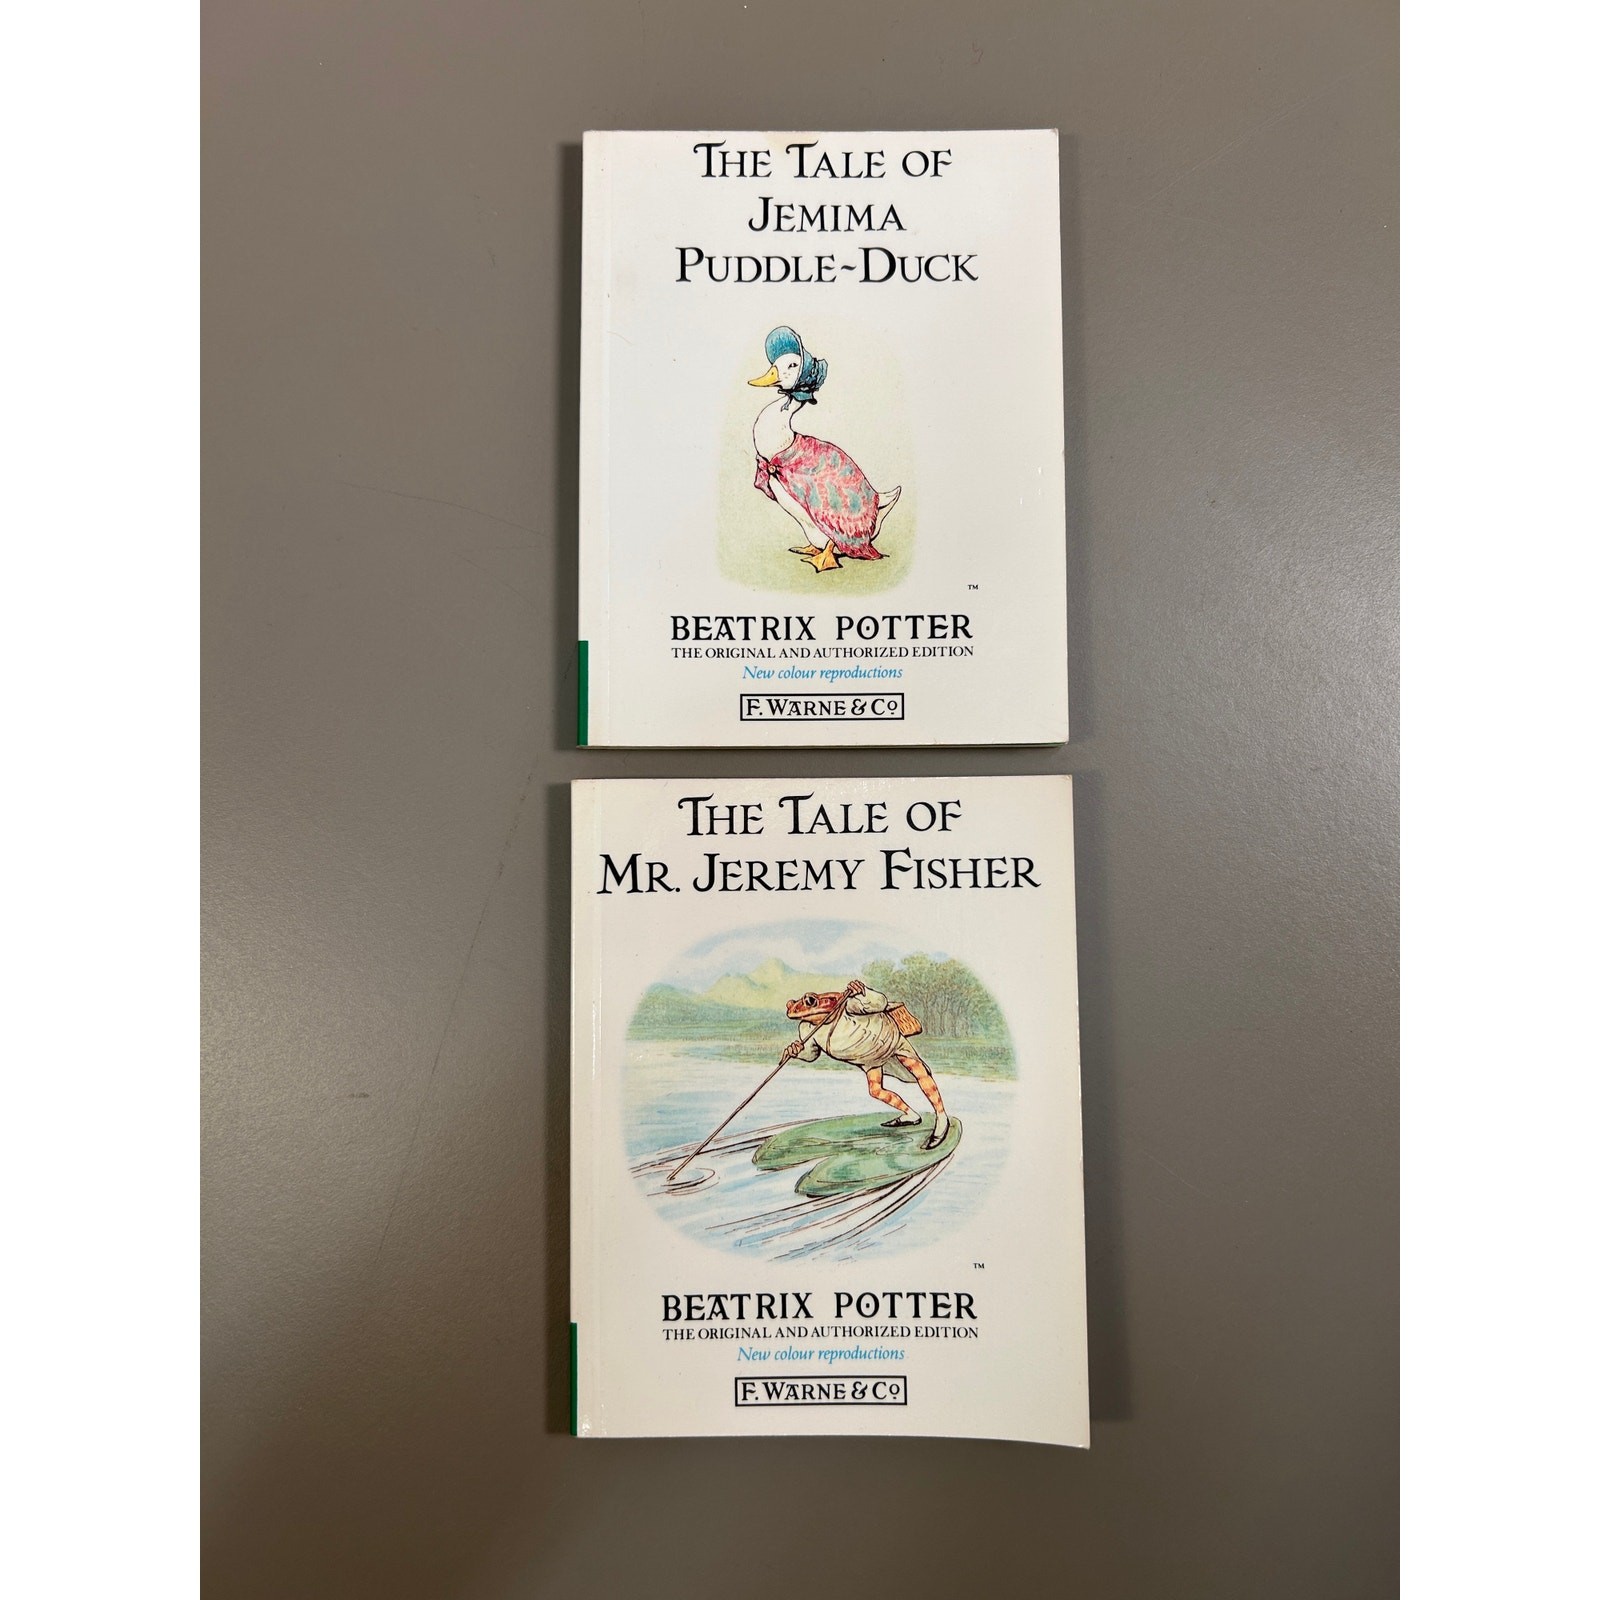 THE TALE OF
JEMIMA
PUDDLE~DUCK
TM
BEATRIX POTTER
THE ORIGINAL AND AUTHORIZED EDITION
New colour reproductions
F. WARNE & Co
THE TALE OF
MR. JEREMY FISHER
TM
BEATRIX POTTER
THE ORIGINAL AND AUTHORIZED EDITION
New colour reproductions
F. WARNE & Co